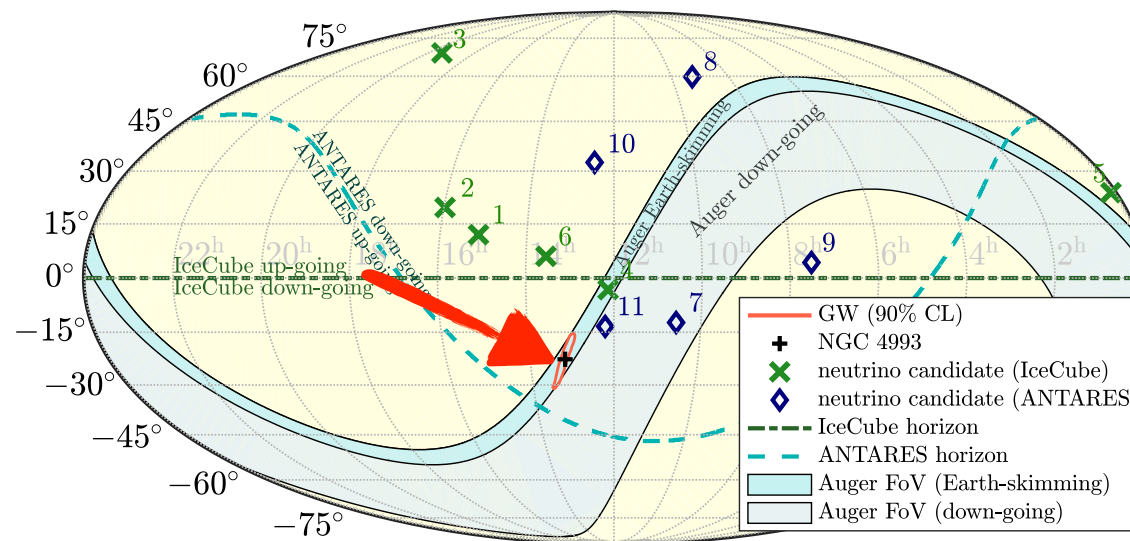 75°
60°
45°
30°
15°
0°
−15°
−30°
−45°
−60°
−75°
3
8
10
2
1
6
5
9
4
11
7
22h
20h
18h
16h
14h
12h
10h
8h
6h
4h
2h
ANTARES down-going
ANTARES up-going
Auger Earth-skimming
Auger down-going
IceCube up-going
IceCube down-going
GW (90% CL)
NGC 4993
neutrino candidate (IceCube)
neutrino candidate (ANTARES
IceCube horizon
ANTARES horizon
Auger FoV (Earth-skimming)
Auger FoV (down-going)